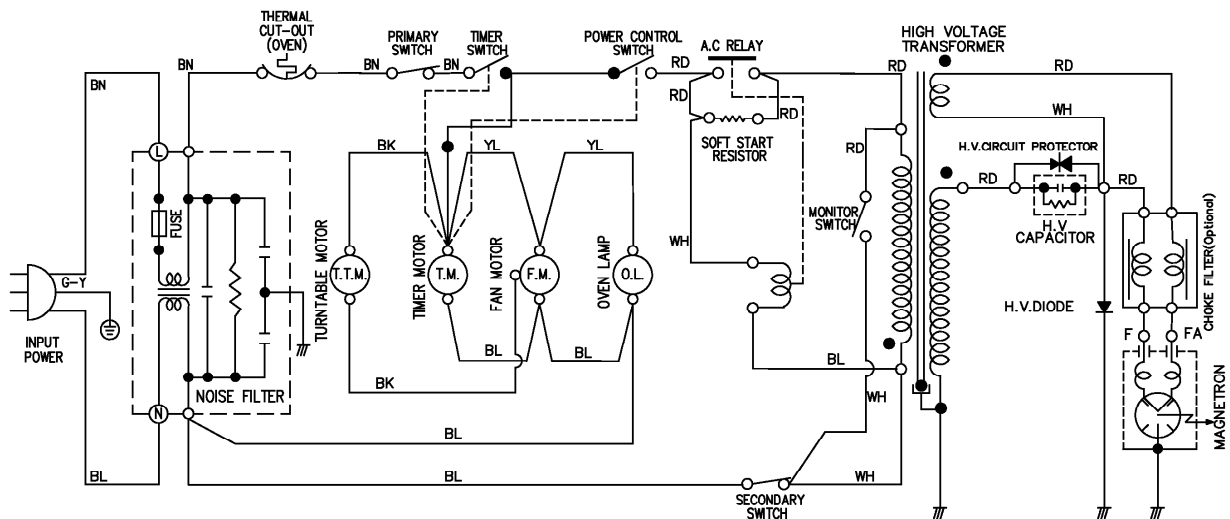 THERMAL
CUT-OUT
(OVEN)
PRIMARY
SWITCH
TIMER
SWITCH
POWER CONTROL
SWITCH
A.C RELAY
HIGH VOLTAGE
TRANSFORMER
BN
BN
BN
BN
RD
RD
RD
RD
RD
SOFT START
RESISTOR
WH
H.V.CIRCUIT PROTECTOR
L
BK
YL
YL
RD
RD
RD
FUSE
MONITOR
SWITCH
H.V
CAPACITOR
G-Y
TURNTABLE MOTOR
T.T.M.
TIMER MOTOR
T.M.
FAN MOTOR
F.M.
OVEN LAMP
O.L.
WH
CHOKE FILTER(Optional)
H.V.DIODE
INPUT
POWER
BL
BL
BL
F
FA
BK
NOISE FILTER
WH
MAGNETRON
N
BL
BL
BL
WH
SECONDARY
SWITCH